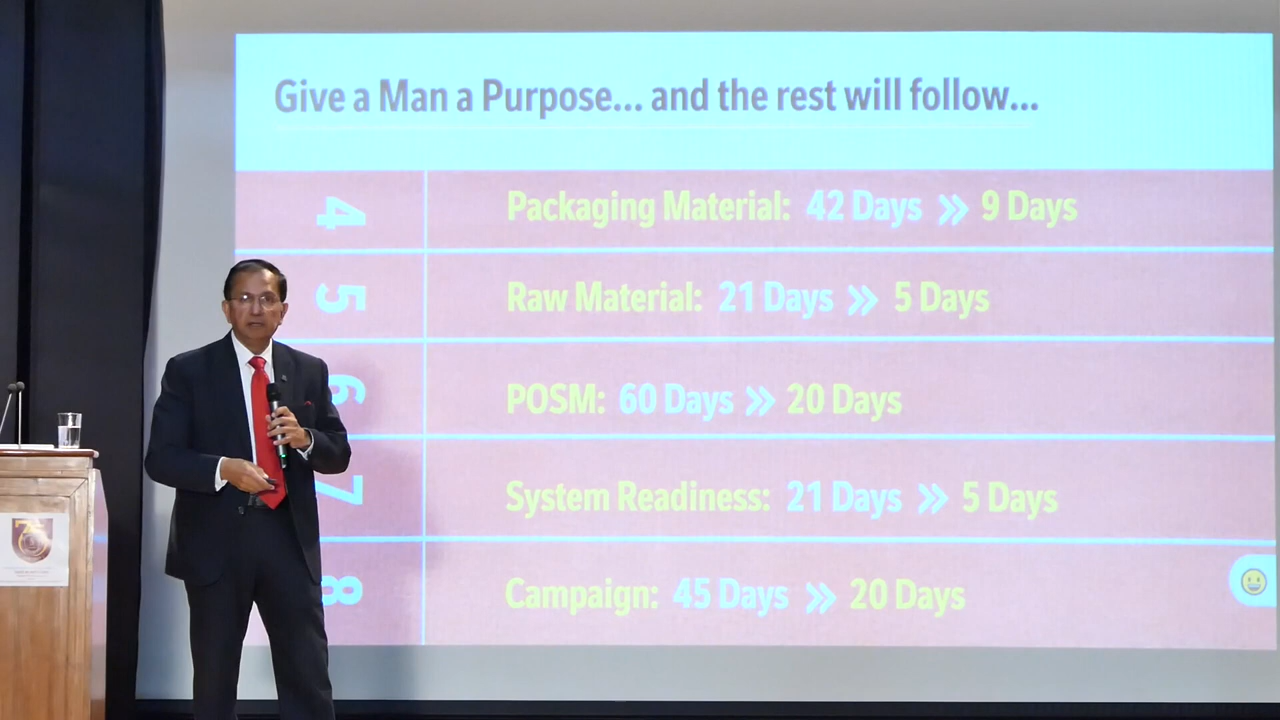 Give a Man a Purpose... and the rest will follow...
4 Packaging Material: 42 Days » 9 Days
5 Raw Material: 21 Days » 5 Days
6 POSM: 60 Days » 20 Days
7 System Readiness: 21 Days » 5 Days
8 Campaign: 45 Days » 20 Days
75